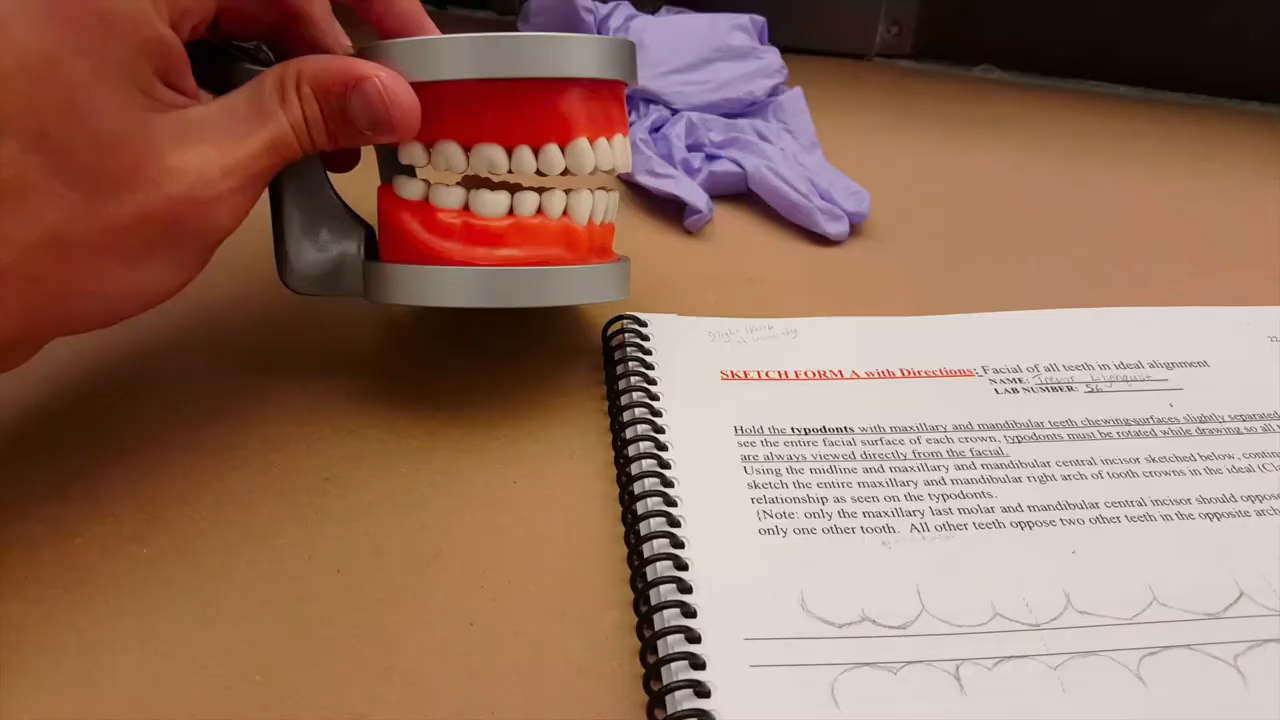 22
SKETCH FORM A with Directions: Facial of all teeth in ideal alignment
NAME: Trevor
LAB NUMBER: 56
Hold the typodonts with maxillary and mandibular teeth chewing surfaces slightly separated
see the entire facial surface of each crown, typodonts must be rotated while drawing so all
are always viewed directly from the facial.
Using the midline and maxillary and mandibular central incisor sketched below, contin
sketch the entire maxillary and mandibular right arch of tooth crowns in the ideal (Cl
relationship as seen on the typodonts.
{Note: only the maxillary last molar and mandibular central incisor should oppos
only one other tooth. All other teeth oppose two other teeth in the opposite arch